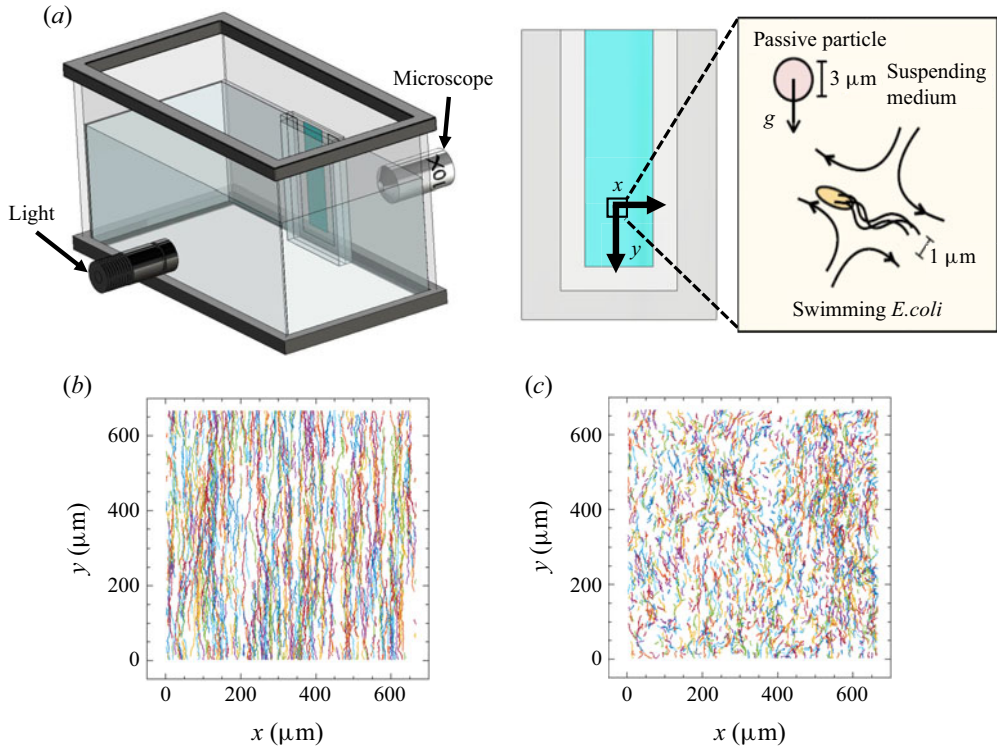 (a)
Microscope
10X
Light
x
y
Passive particle
3 μm
Suspending
medium
g
1 μm
Swimming E.coli
(b)
(c)
600
400
200
0
y (μm)
0 200 400 600
x (μm)
600
400
200
0
y (μm)
0 200 400 600
x (μm)